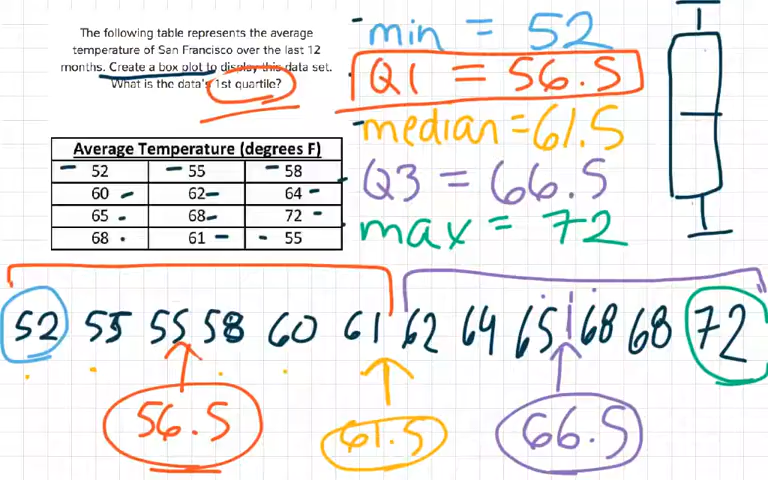 The following table represents the average
temperature of San Francisco over the last 12
months. Create a box plot to display this data set.
What is the data's 1st quartile?
min = 52
Q1 = 56.5
median = 61.5
Q3 = 66.5
max = 72
Average Temperature (degrees F)
52 55 58
60 62 64
65 68 72
68 61 55
52 55 55 58 60 61 62 64 65 68 68 72
56.5 61.5 66.5